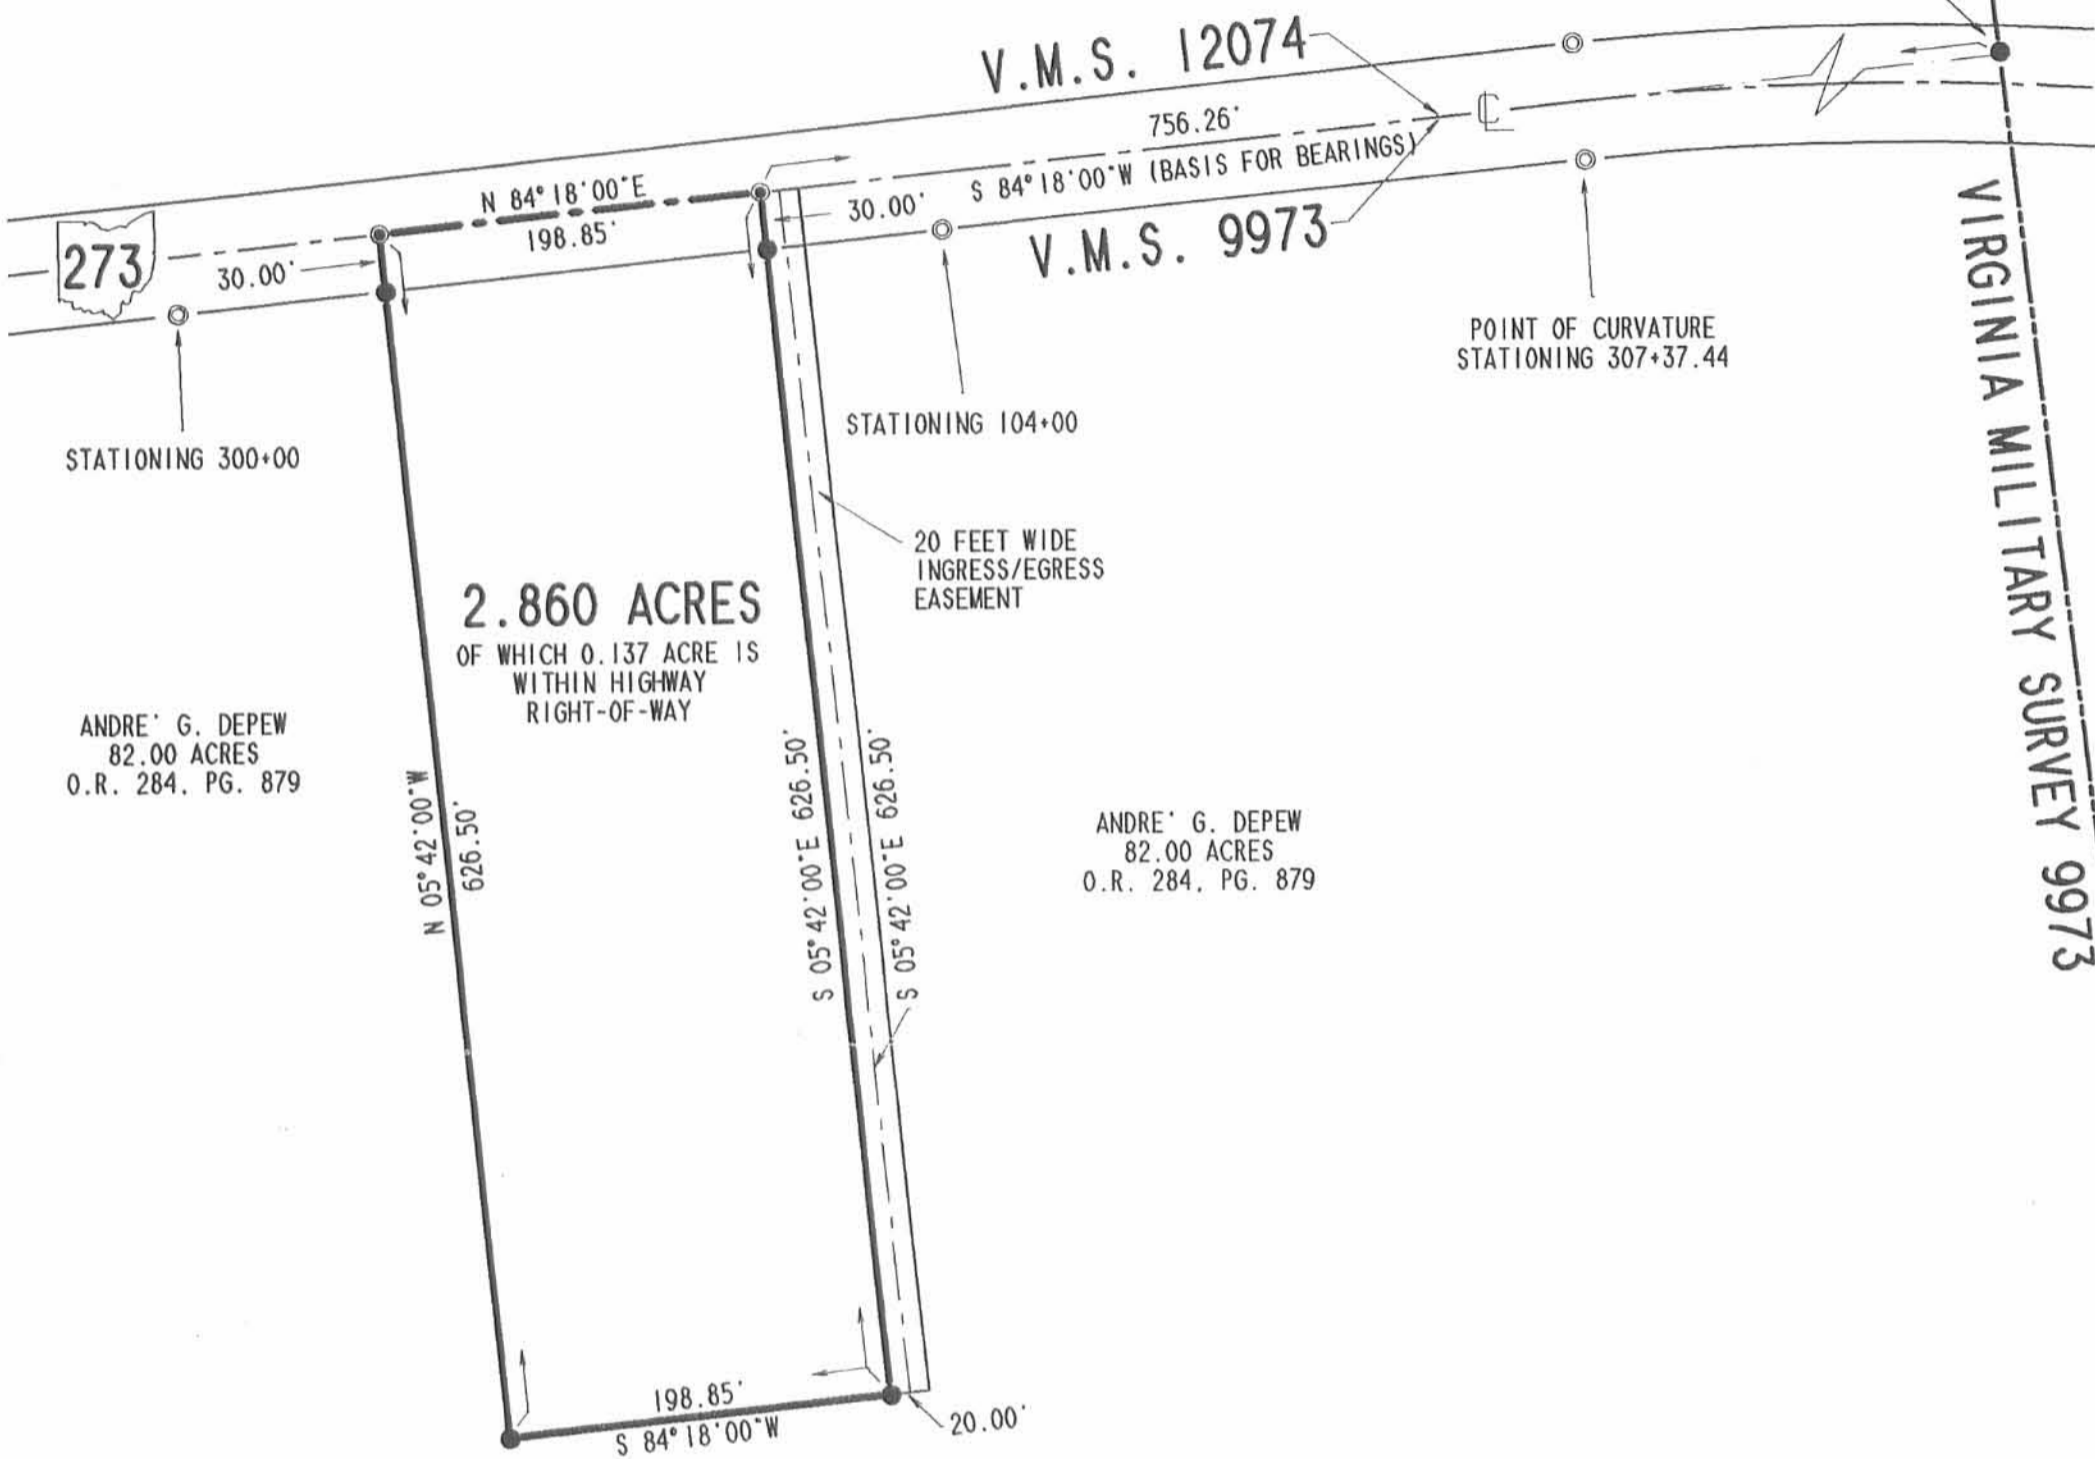 V.M.S. 12074
756.26'
S 84°18'00"W (BASIS FOR BEARINGS)
℄
N 84°18'00"E
198.85'
30.00'
V.M.S. 9973
273
30.00'
POINT OF CURVATURE
STATIONING 307+37.44
STATIONING 104+00
STATIONING 300+00
20 FEET WIDE
INGRESS/EGRESS
EASEMENT
2.860 ACRES
OF WHICH 0.137 ACRE IS
WITHIN HIGHWAY
RIGHT-OF-WAY
ANDRE' G. DEPEW
82.00 ACRES
O.R. 284, PG. 879
N 05°42'00"W
626.50'
S 05°42'00"E 626.50'
S 05°42'00"E 626.50'
ANDRE' G. DEPEW
82.00 ACRES
O.R. 284, PG. 879
VIRGINIA MILITARY SURVEY 9973
198.85'
S 84°18'00"W
20.00'